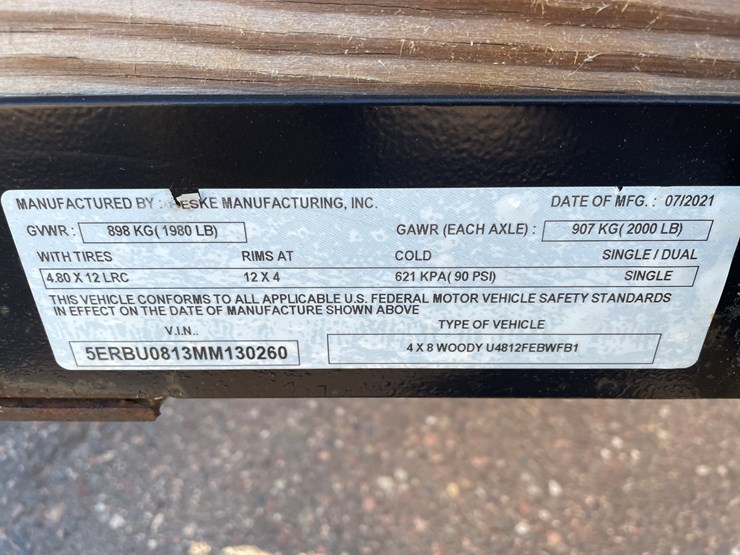 MANUFACTURED BY : ESKE MANUFACTURING, INC. DATE OF MFG. : 07/2021
GVWR : 898 KG( 1980 LB) GAWR (EACH AXLE) : 907 KG( 2000 LB)
WITH TIRES RIMS AT COLD SINGLE / DUAL
4.80 X 12 LRC 12 X 4 621 KPA( 90 PSI) SINGLE
THIS VEHICLE CONFORMS TO ALL APPLICABLE U.S. FEDERAL MOTOR VEHICLE SAFETY STANDARDS
IN EFFECT ON THE DATE OF MANUFACTURE SHOWN ABOVE
V.I.N.. TYPE OF VEHICLE
5ERBU0813MM130260 4 X 8 WOODY U4812FEBWFB1